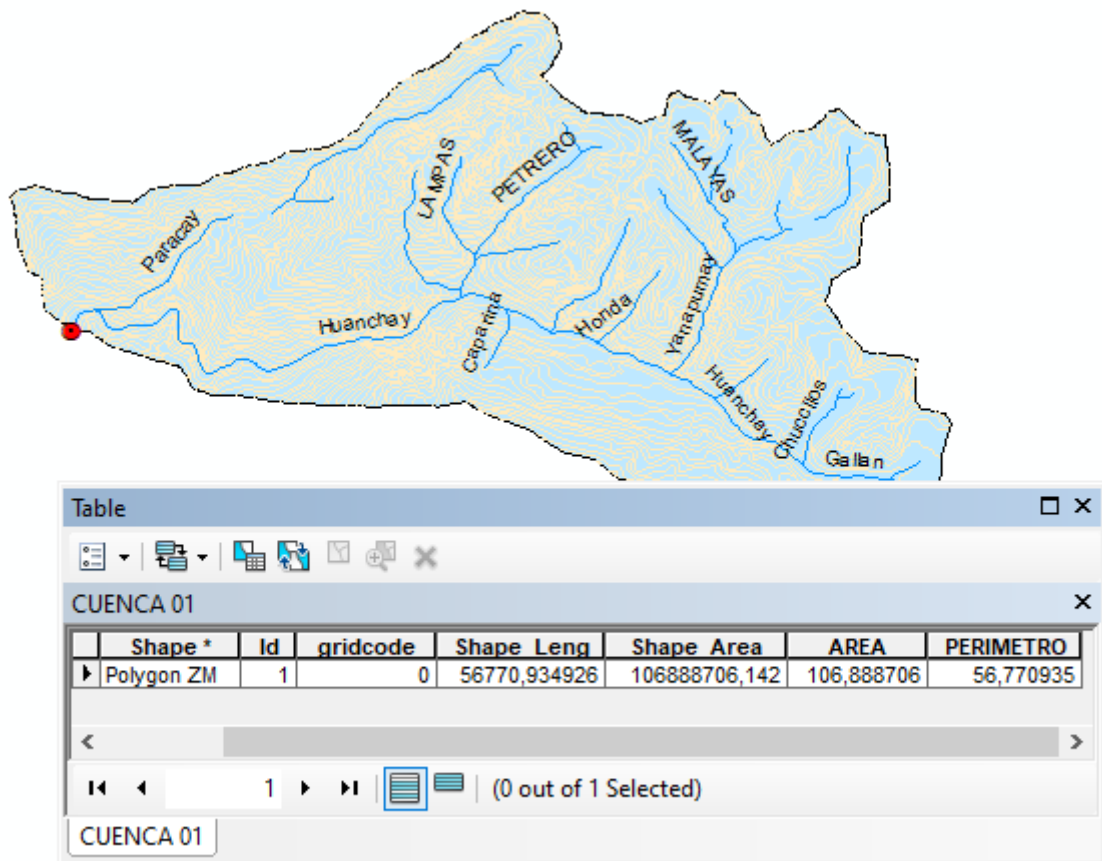 MALAYAS
PETRERO
LAMPAS
Paracay
Huanchay
Caparina
Honda
Yanapumay
Huanchay
Chuccllos
Gallan
Table
CUENCA 01
Shape * Id gridcode Shape_Leng Shape_Area AREA PERIMETRO
Polygon ZM 1 0 56770,934926 106888706,142 106,888706 56,770935
1 (0 out of 1 Selected)
CUENCA 01